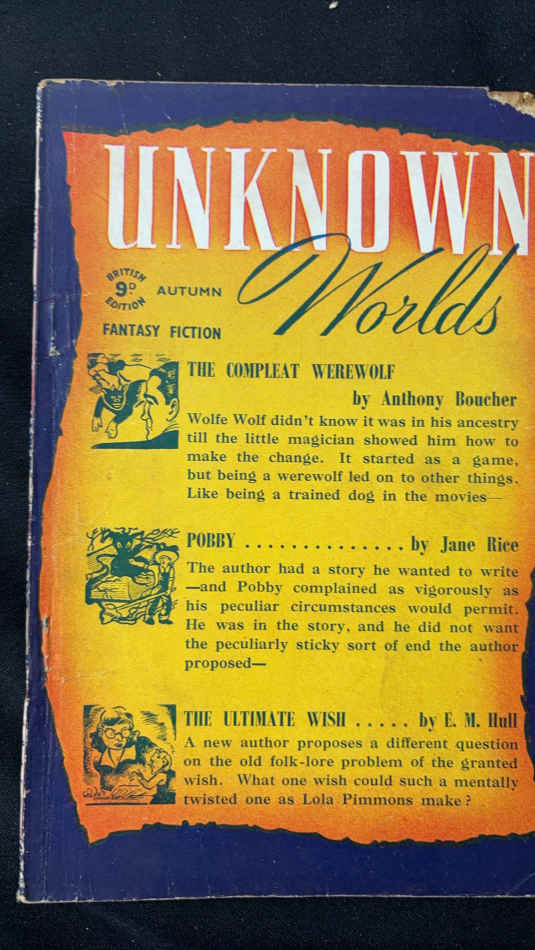 UNKNOWN
Worlds
BRITISH
9D
EDITION
AUTUMN
FANTASY FICTION
THE COMPLEAT WEREWOLF
by Anthony Boucher
Wolfe Wolf didn't know it was in his ancestry
till the little magician showed him how to
make the change. It started as a game,
but being a werewolf led on to other things.
Like being a trained dog in the movies—
POBBY . . . . . . . . . . . . . . . by Jane Rice
The author had a story he wanted to write
—and Pobby complained as vigorously as
his peculiar circumstances would permit.
He was in the story, and he did not want
the peculiarly sticky sort of end the author
proposed—
THE ULTIMATE WISH . . . . . by E. M. Hull
A new author proposes a different question
on the old folk-lore problem of the granted
wish. What one wish could such a mentally
twisted one as Lola Pimmons make?